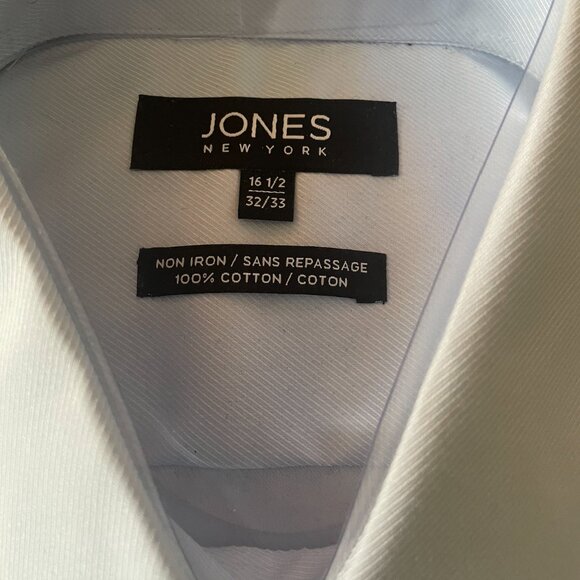 JONES
NEW YORK
16 1/2
32/33
NON IRON / SANS REPASSAGE
100% COTTON / COTON